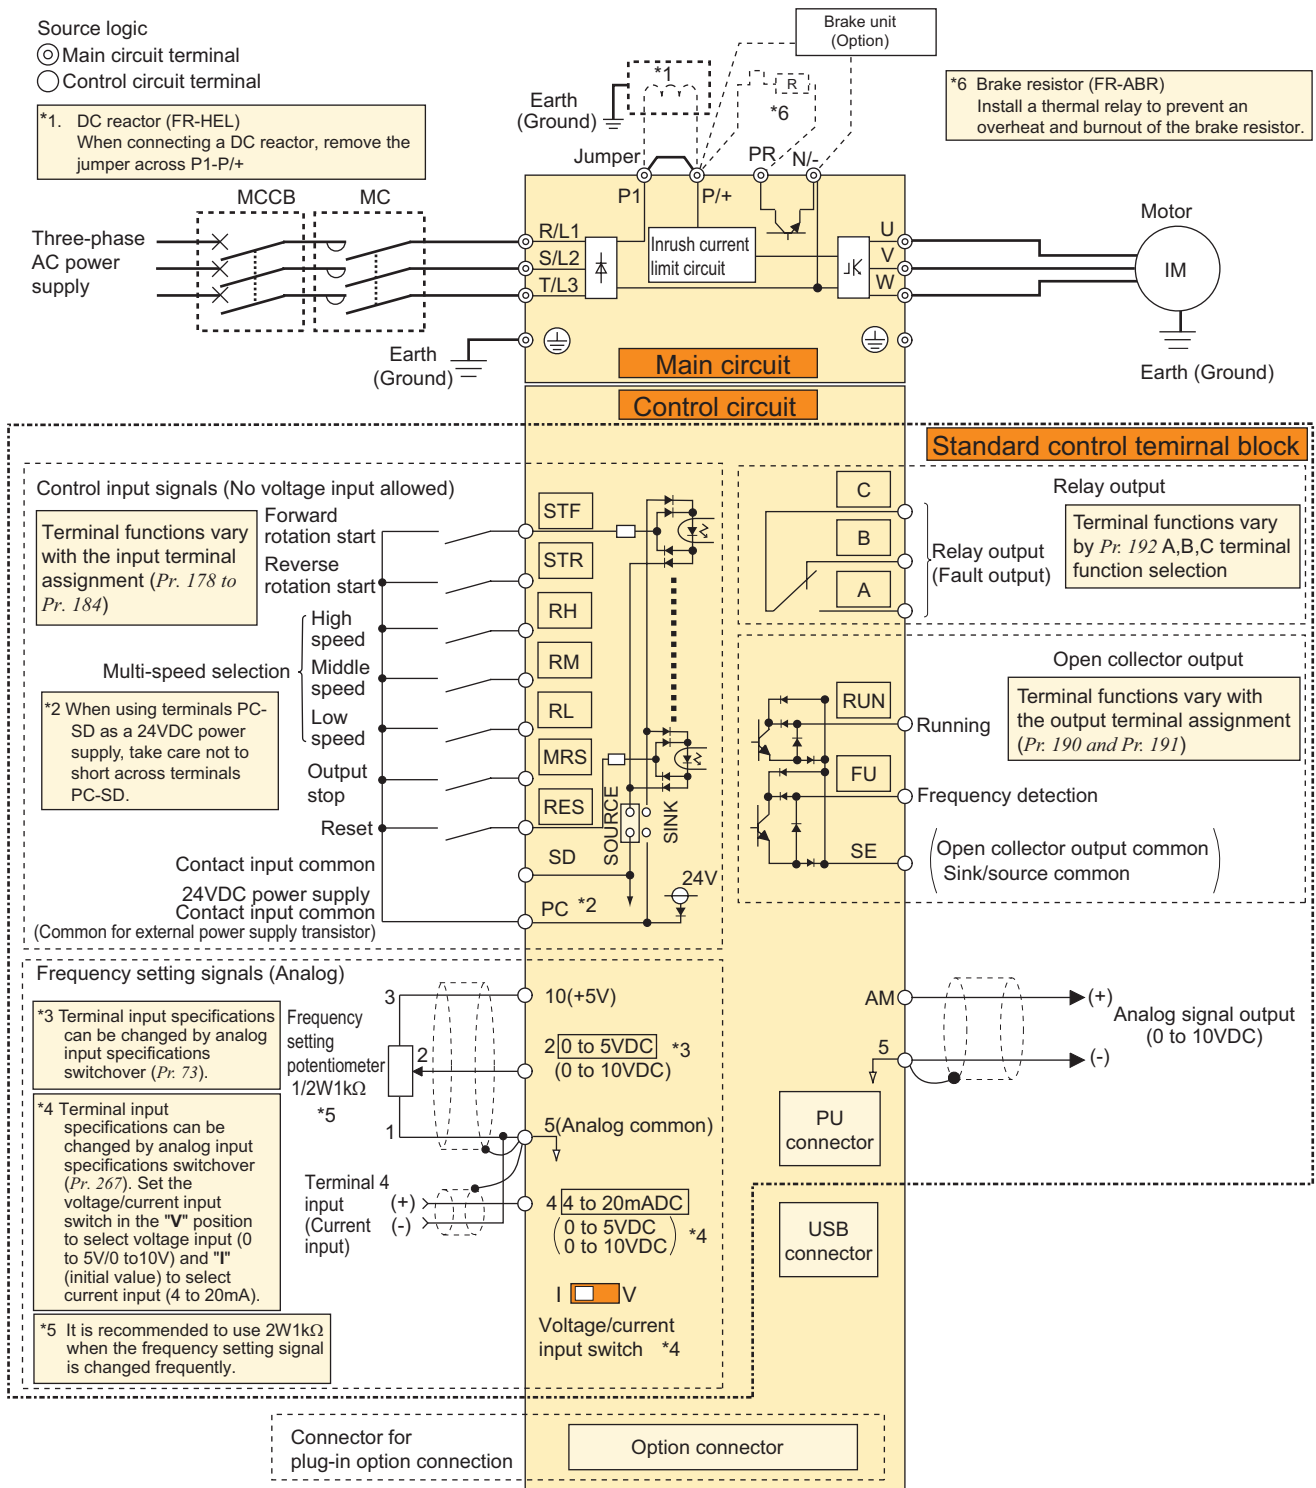 Source logic
Main circuit terminal
Control circuit terminal
*1. DC reactor (FR-HEL)
When connecting a DC reactor, remove the
jumper across P1-P/+
Brake unit
(Option)
*6 Brake resistor (FR-ABR)
Install a thermal relay to prevent an
overheat and burnout of the brake resistor.
*1
R
*6
Earth
(Ground)
Jumper
PR
N/-
P1
P/+
MCCB
MC
Three-phase
AC power
supply
R/L1
S/L2
T/L3
Inrush current
limit circuit
U
V
W
Motor
IM
Earth
(Ground)
Earth (Ground)
Main circuit
Control circuit
Standard control temirnal block
Control input signals (No voltage input allowed)
Terminal functions vary
with the input terminal
assignment (Pr. 178 to
Pr. 184)
Forward
rotation start
Reverse
rotation start
High
speed
Multi-speed selection
Middle
speed
Low
speed
*2 When using terminals PC-
SD as a 24VDC power
supply, take care not to
short across terminals
PC-SD.
Output
stop
Reset
Contact input common
24VDC power supply
Contact input common
(Common for external power supply transistor)
STF
STR
RH
RM
RL
MRS
RES
SD
PC *2
SOURCE
SINK
24V
C
B
A
Relay output
Relay output
(Fault output)
Terminal functions vary
by Pr. 192 A,B,C terminal
function selection
Open collector output
Terminal functions vary with
the output terminal assignment
(Pr. 190 and Pr. 191)
RUN
Running
FU
Frequency detection
SE
Open collector output common
Sink/source common
Frequency setting signals (Analog)
*3 Terminal input specifications
can be changed by analog
input specifications
switchover (Pr. 73).
Frequency
setting
potentiometer
1/2W1kΩ
*5
3
2
1
10(+5V)
2 0 to 5VDC *3
(0 to 10VDC)
5(Analog common)
*4 Terminal input
specifications can be
changed by analog input
specifications switchover
(Pr. 267). Set the
voltage/current input
switch in the "V" position
to select voltage input (0
to 5V/0 to10V) and "I"
(initial value) to select
current input (4 to 20mA).
Terminal 4
input (+)
(Current (-)
input)
4 4 to 20mADC
0 to 5VDC
0 to 10VDC
*4
I V
Voltage/current
input switch *4
*5 It is recommended to use 2W1kΩ
when the frequency setting signal
is changed frequently.
AM
(+)
Analog signal output
(0 to 10VDC)
5
(-)
PU
connector
USB
connector
Connector for
plug-in option connection
Option connector